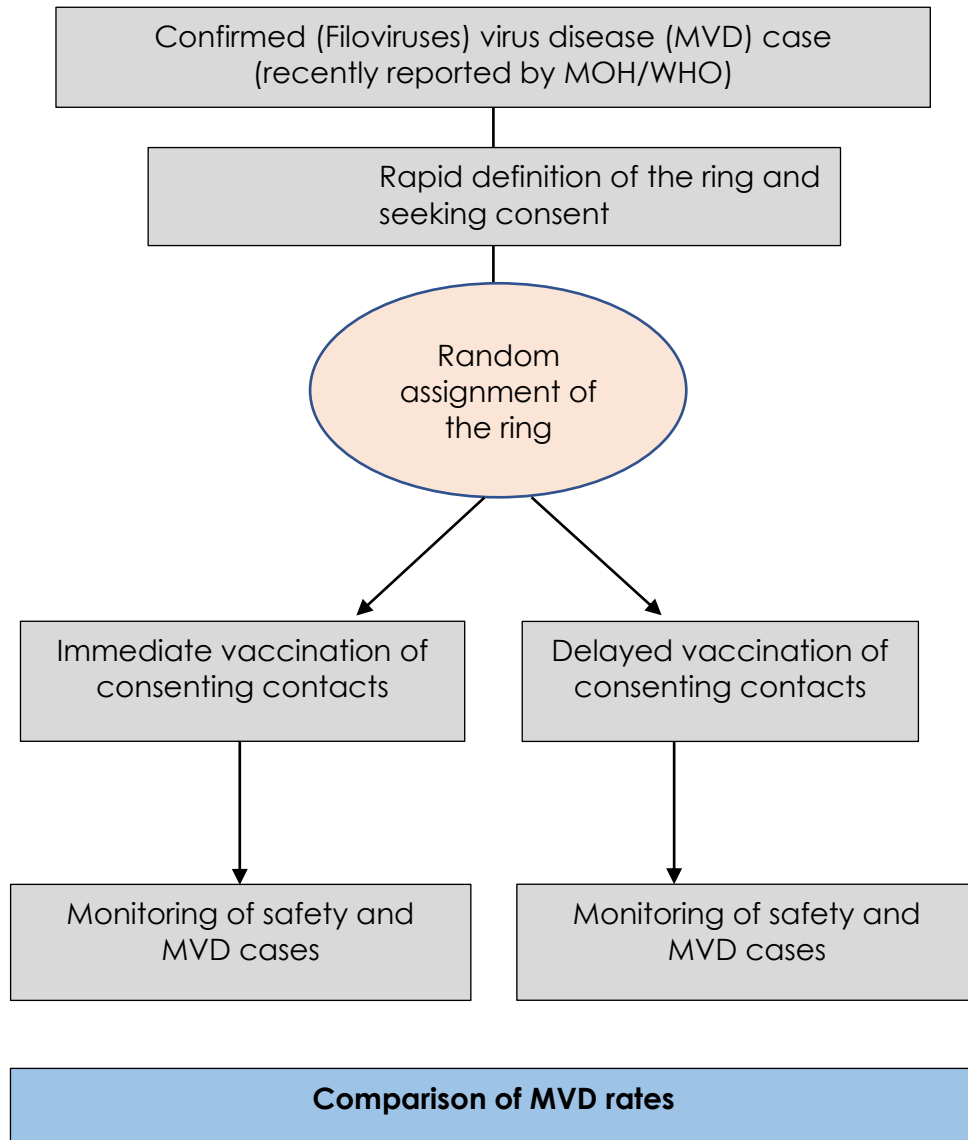 Confirmed (Filoviruses) virus disease (MVD) case
(recently reported by MOH/WHO)
Rapid definition of the ring and
seeking consent
Random
assignment of
the ring
Immediate vaccination of
consenting contacts
Delayed vaccination of
consenting contacts
Monitoring of safety and
MVD cases
Monitoring of safety and
MVD cases
Comparison of MVD rates